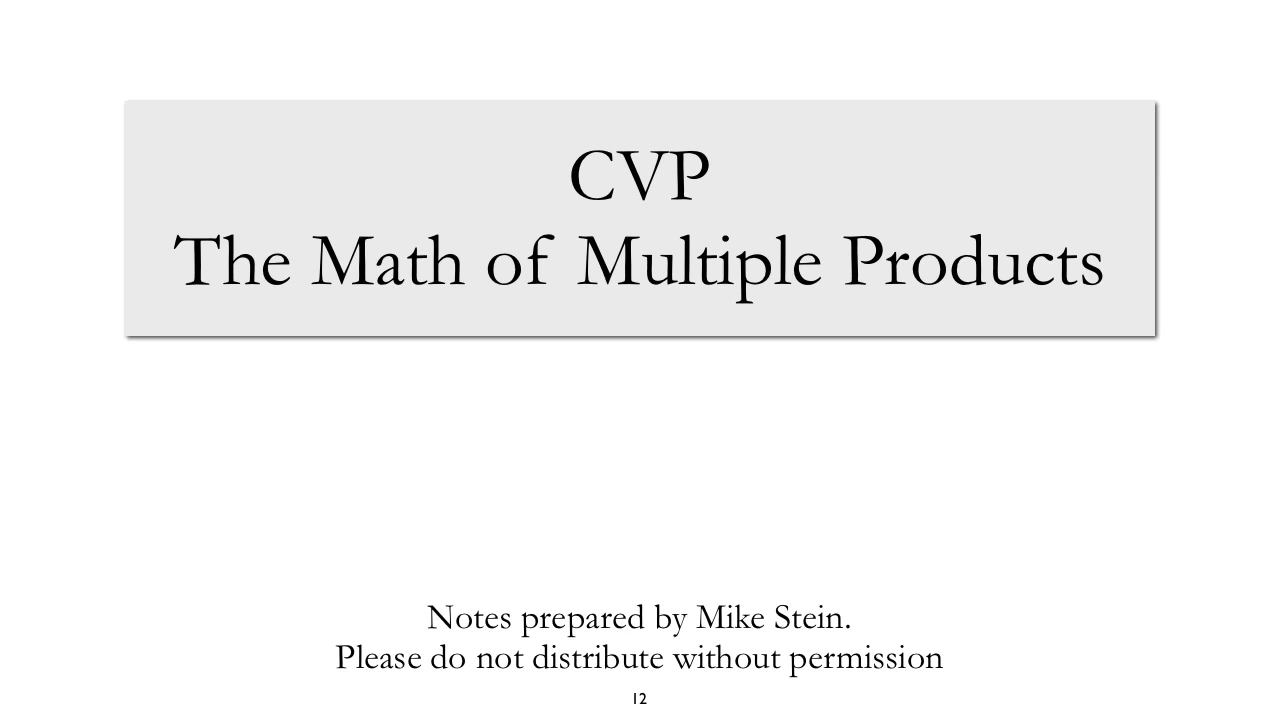 CVP
The Math of Multiple Products
Notes prepared by Mike Stein.
Please do not distribute without permission
12